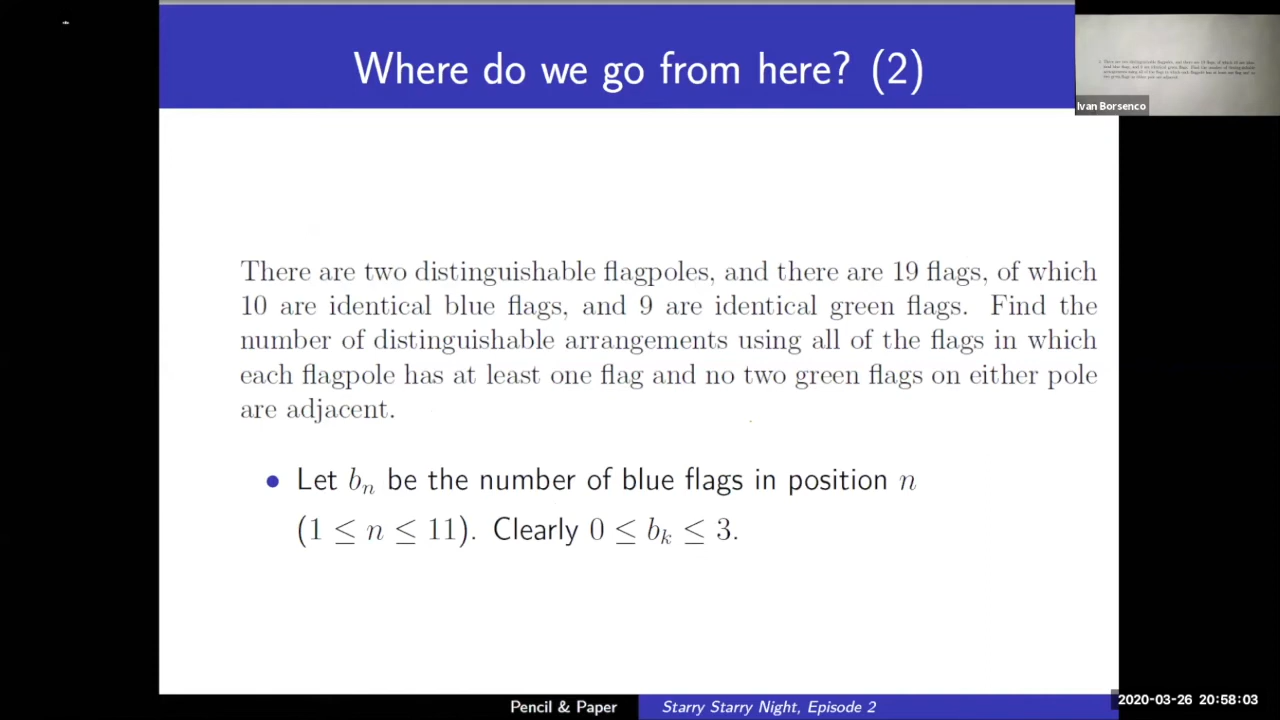 Where do we go from here? (2)
Ivan Borsenco
There are two distinguishable flagpoles, and there are 19 flags, of which
10 are identical blue flags, and 9 are identical green flags. Find the
number of distinguishable arrangements using all of the flags in which
each flagpole has at least one flag and no two green flags on either pole
are adjacent.
• Let bₙ be the number of blue flags in position n
(1 ≤ n ≤ 11). Clearly 0 ≤ bₖ ≤ 3.
Pencil & Paper
Starry Starry Night, Episode 2
2020-03-26 20:58:03